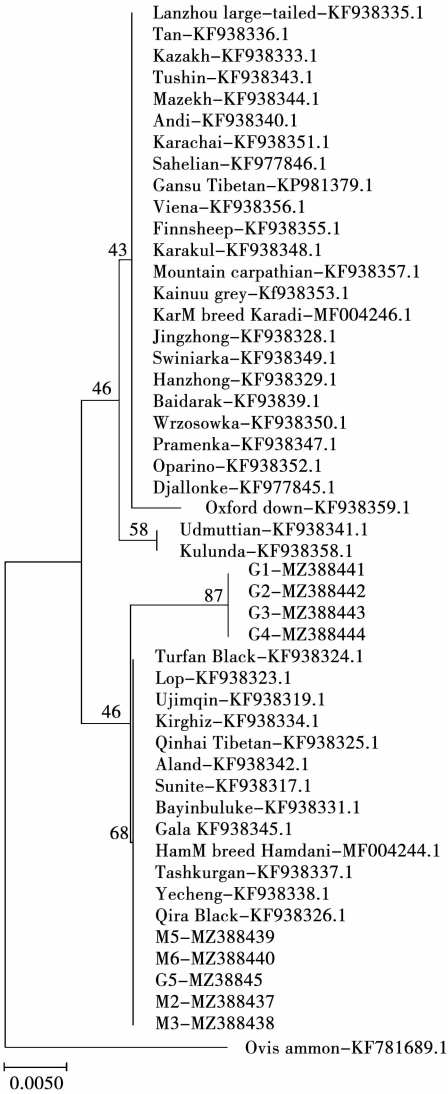 Lanzhou large-tailed-KF938335.1
Tan-KF938336.1
Kazakh-KF938333.1
Tushin-KF938343.1
Mazekh-KF938344.1
Andi-KF938340.1
Karachai-KF938351.1
Sahelian-KF977846.1
Gansu Tibetan-KP981379.1
Viena-KF938356.1
Finnsheep-KF938355.1
43
Karakul-KF938348.1
Mountain carpathian-KF938357.1
Kainuu grey-Kf938353.1
KarM breed Karadi-MF004246.1
Jingzhong-KF938328.1
Swiniarka-KF938349.1
Hanzhong-KF938329.1
46
Baidarak-KF93839.1
Wrzosowka-KF938350.1
Pramenka-KF938347.1
Oparino-KF938352.1
Djallonke-KF977845.1
Oxford down-KF938359.1
58
Udmuttian-KF938341.1
Kulunda-KF938358.1
G1-MZ388441
87
G2-MZ388442
G3-MZ388443
G4-MZ388444
Turfan Black-KF938324.1
Lop-KF938323.1
Ujimqin-KF938319.1
46
Kirghiz-KF938334.1
Qinhai Tibetan-KF938325.1
Aland-KF938342.1
Sunite-KF938317.1
Bayinbuluke-KF938331.1
68
Gala KF938345.1
HamM breed Hamdani-MF004244.1
Tashkurgan-KF938337.1
Yecheng-KF938338.1
Qira Black-KF938326.1
M5-MZ388439
M6-MZ388440
G5-MZ38845
M2-MZ388437
M3-MZ388438
Ovis ammon-KF781689.1
0.0050